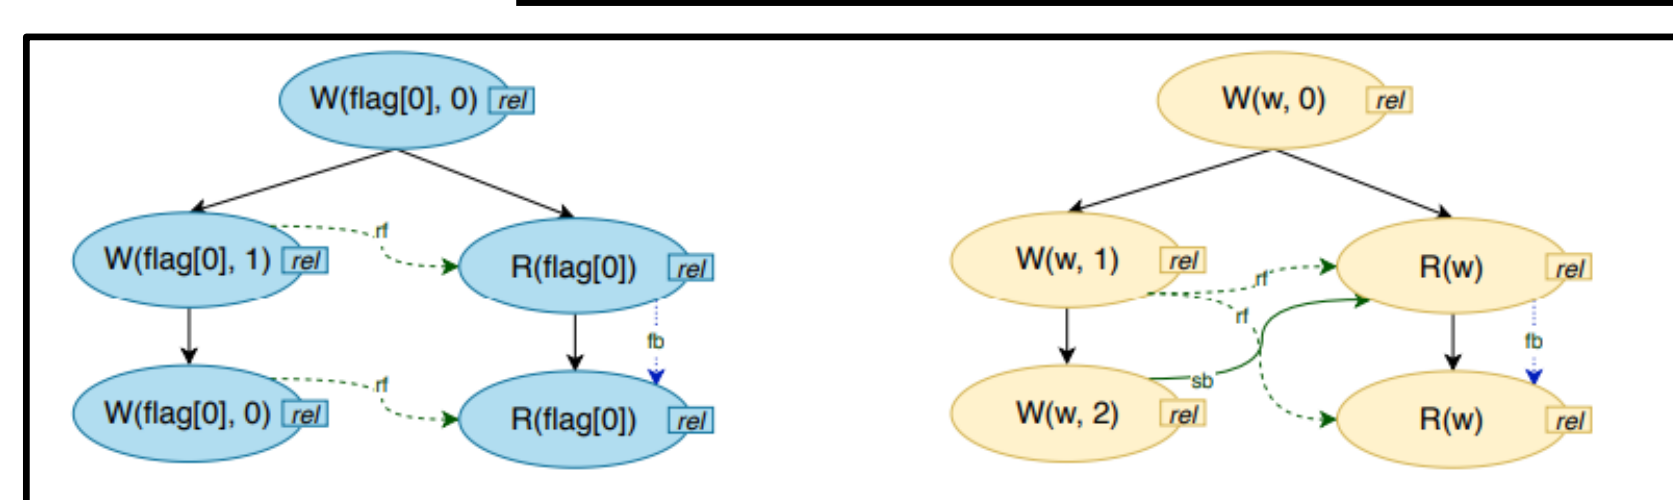 W(flag[0], 0) rel
W(w, 0) rel
W(flag[0], 1) rel
rf
R(flag[0]) rel
W(w, 1) rel
rf
rf
R(w) rel
fb
fb
W(flag[0], 0) rel
rf
R(flag[0]) rel
W(w, 2) rel
sb
R(w) rel